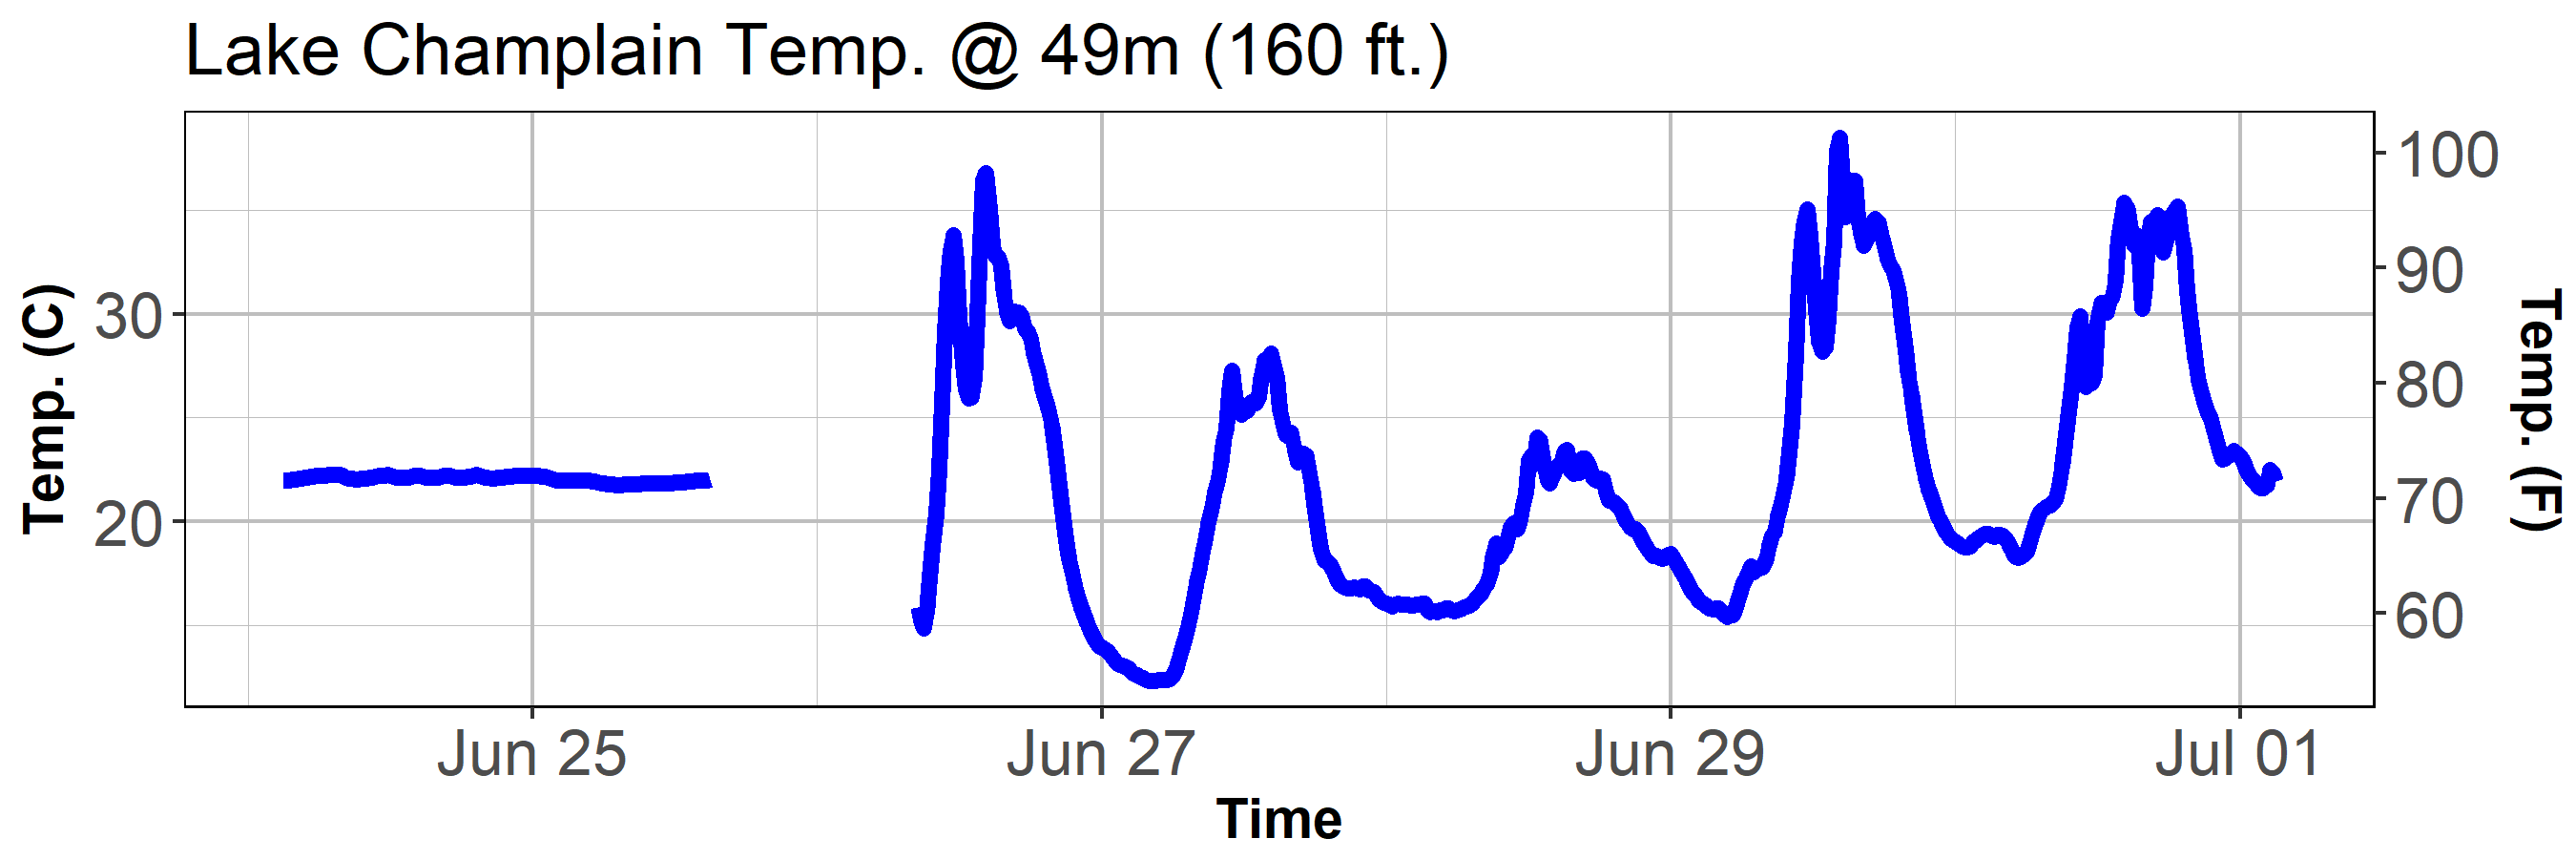 Lake Champlain Temp. @ 49m (160 ft.)
Temp. (C)
30
20
100
90
80
70
60
Temp. (F)
Jun 25
Jun 27
Jun 29
Jul 01
Time